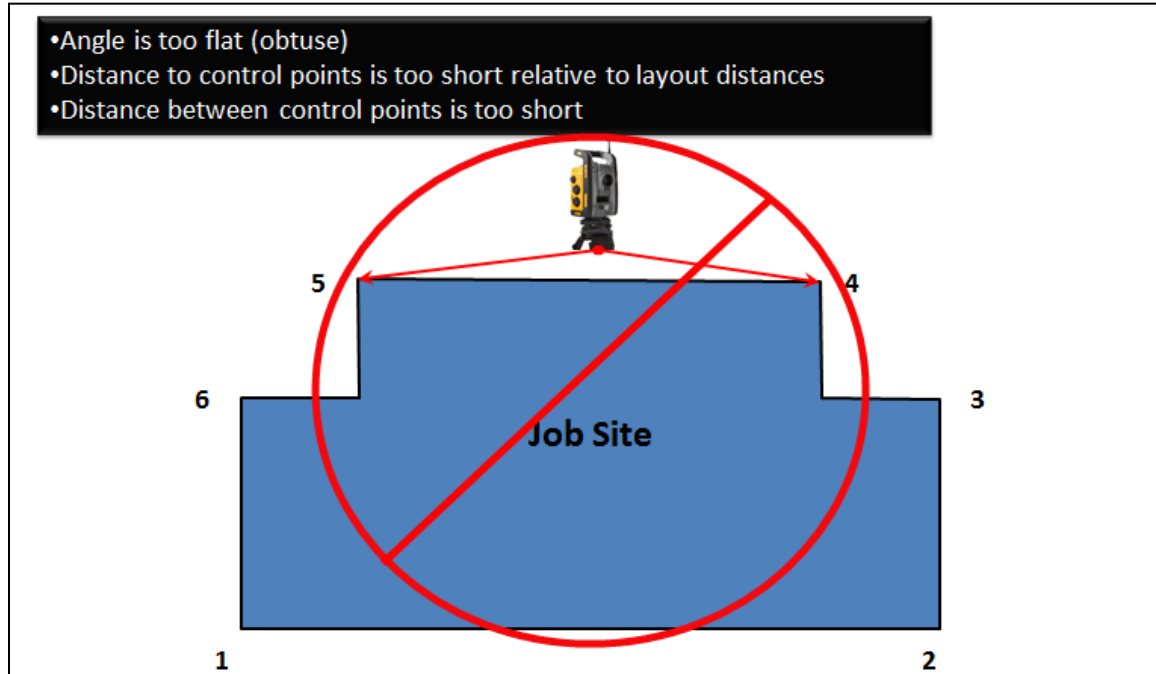 •Angle is too flat (obtuse)
•Distance to control points is too short relative to layout distances
•Distance between control points is too short
5
4
6
3
Job Site
1
2